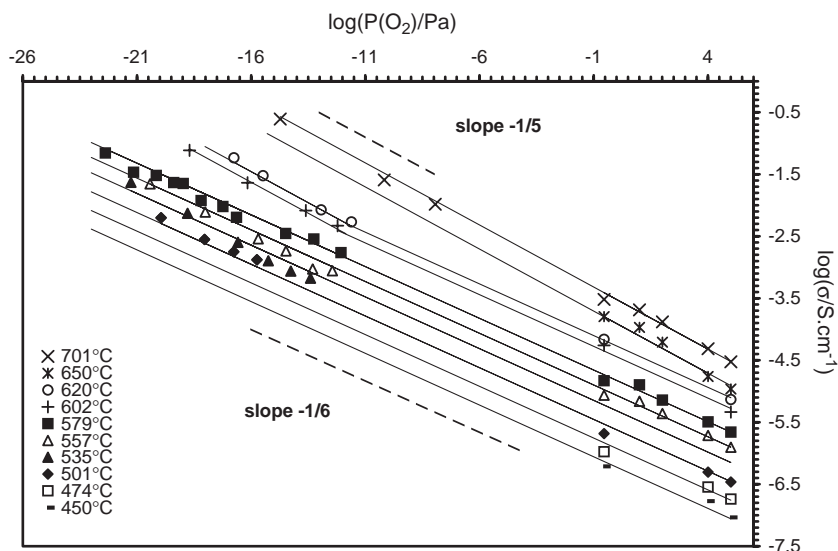 log(P(O₂)/Pa)
-26 -21 -16 -11 -6 -1 4
-0.5
slope -1/5
-1.5
-2.5
-3.5
log(σ/S.cm⁻¹)
701°C
650°C
-4.5
620°C
602°C
slope -1/6
579°C
-5.5
557°C
535°C
501°C
-6.5
474°C
450°C
-7.5